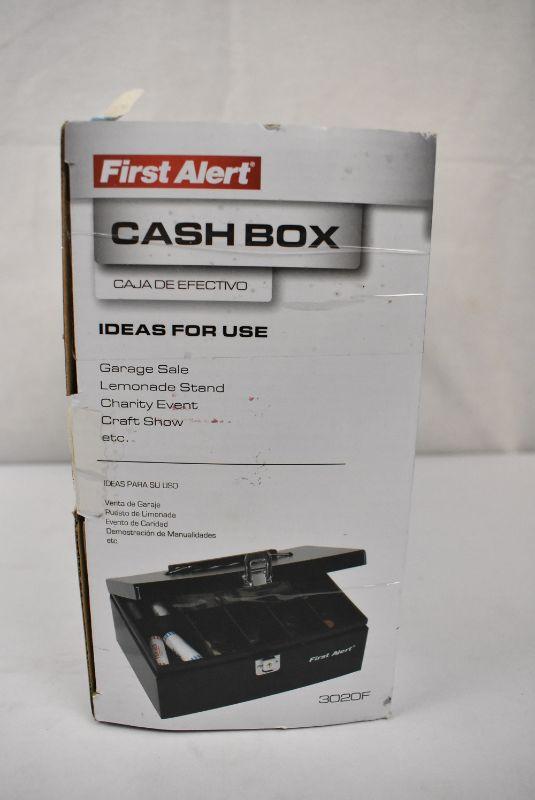 First Alert®
CASH BOX
CAJA DE EFECTIVO
IDEAS FOR USE
Garage Sale
Lemonade Stand
Charity Event
Craft Show
etc.
IDEAS PARA SU USO
Venta de Garaje
Puesto de Limonada
Evento de Caridad
Demostración de Manualidades
etc.
First Alert®
3020F